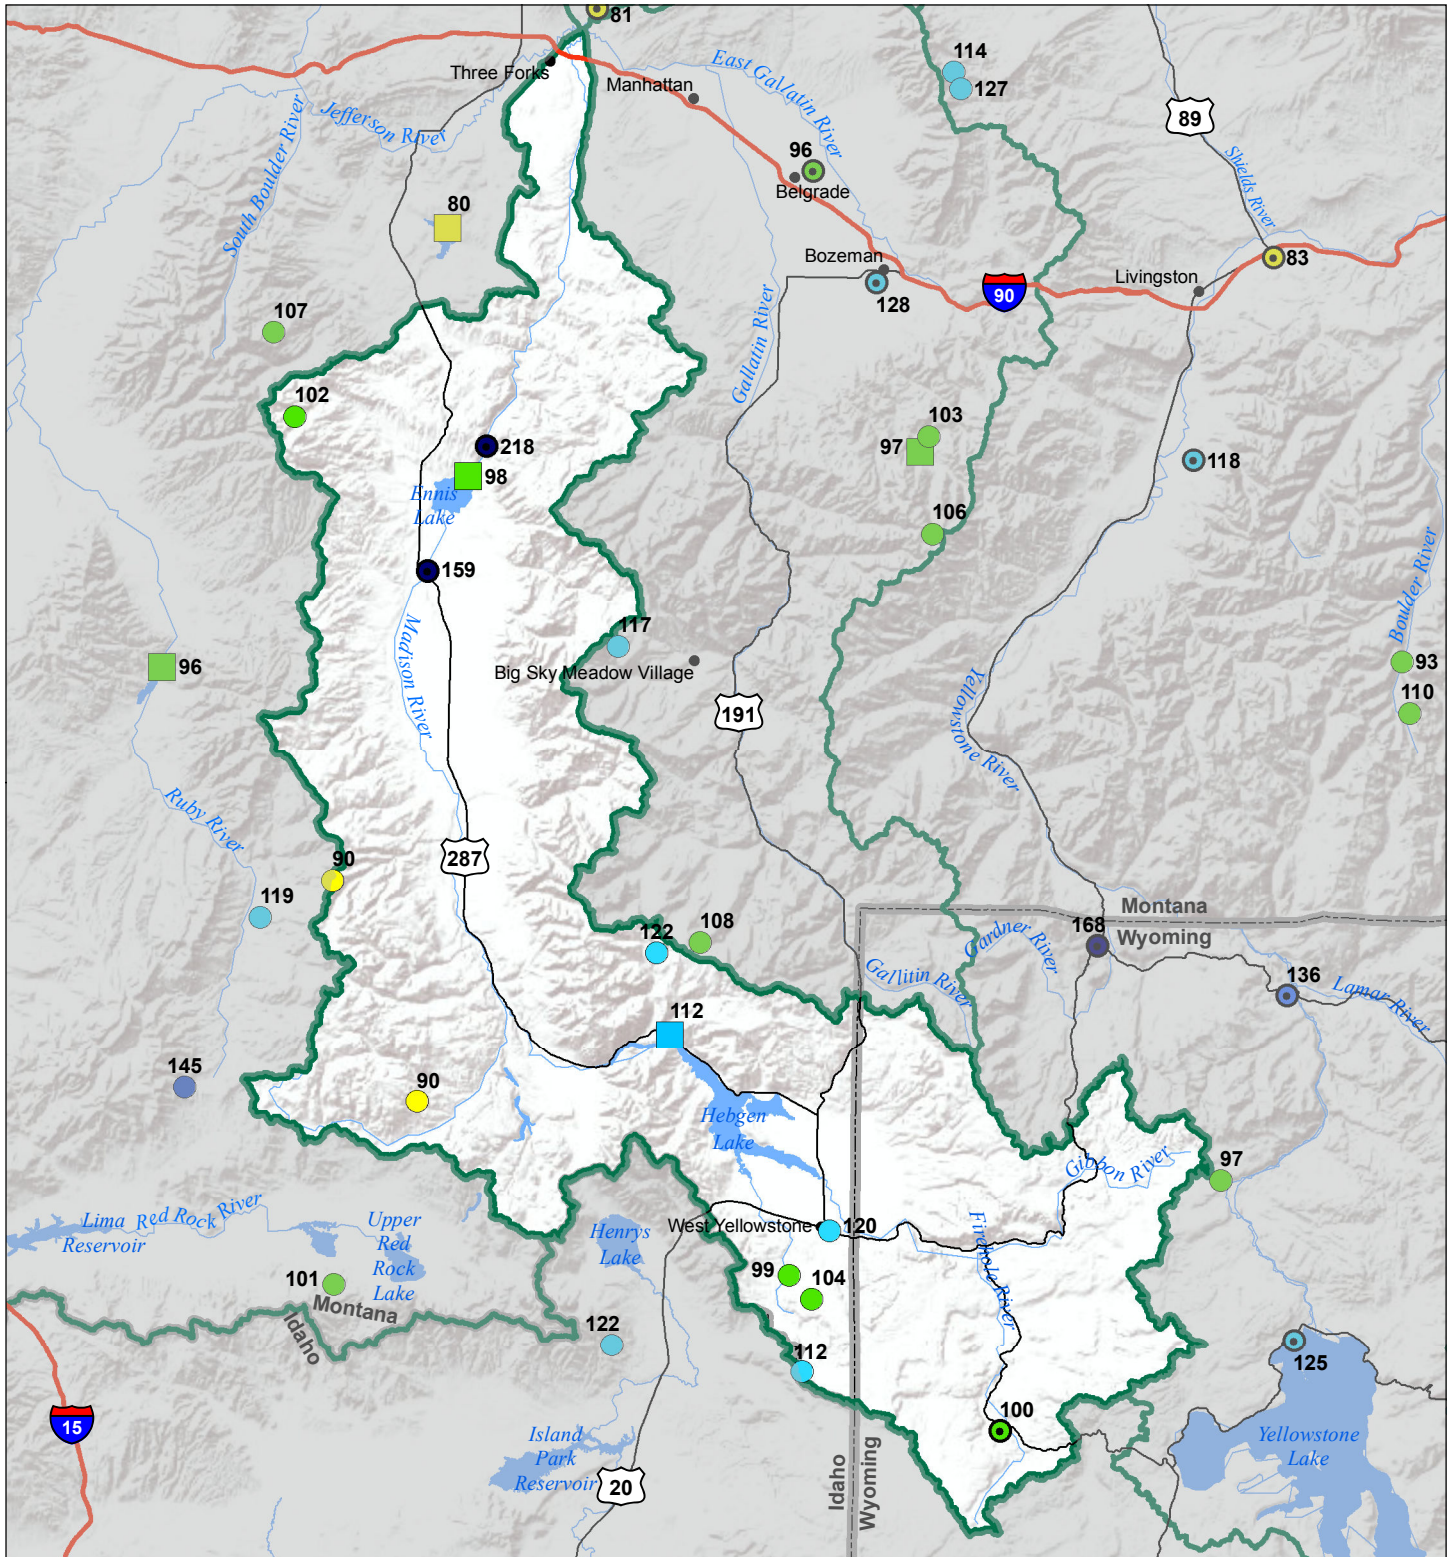 81
Three Forks
Manhattan
East Gallatin River
114
127
89
Jefferson River
South Boulder River
96
Belgrade
Shields River
80
Bozeman
128
90
Livingston
83
107
Gallatin River
102
103
97
218
98
Ennis
Lake
118
106
159
Boulder River
Madison River
117
Big Sky Meadow Village
96
93
110
191
Yellowstone River
Ruby River
287
90
119
108
122
Montana
Wyoming
168
Gardner River
Gallitin River
136
Lamar River
112
145
90
Hebgen
Lake
Gibbon River
97
Lima
Reservoir
Red Rock River
Upper
Red
Rock
Lake
Henrys
Lake
West Yellowstone
120
Firehole River
99
104
101
Montana
Idaho
122
112
125
15
100
Island
Park
Reservoir
20
Idaho
Wyoming
Yellowstone
Lake